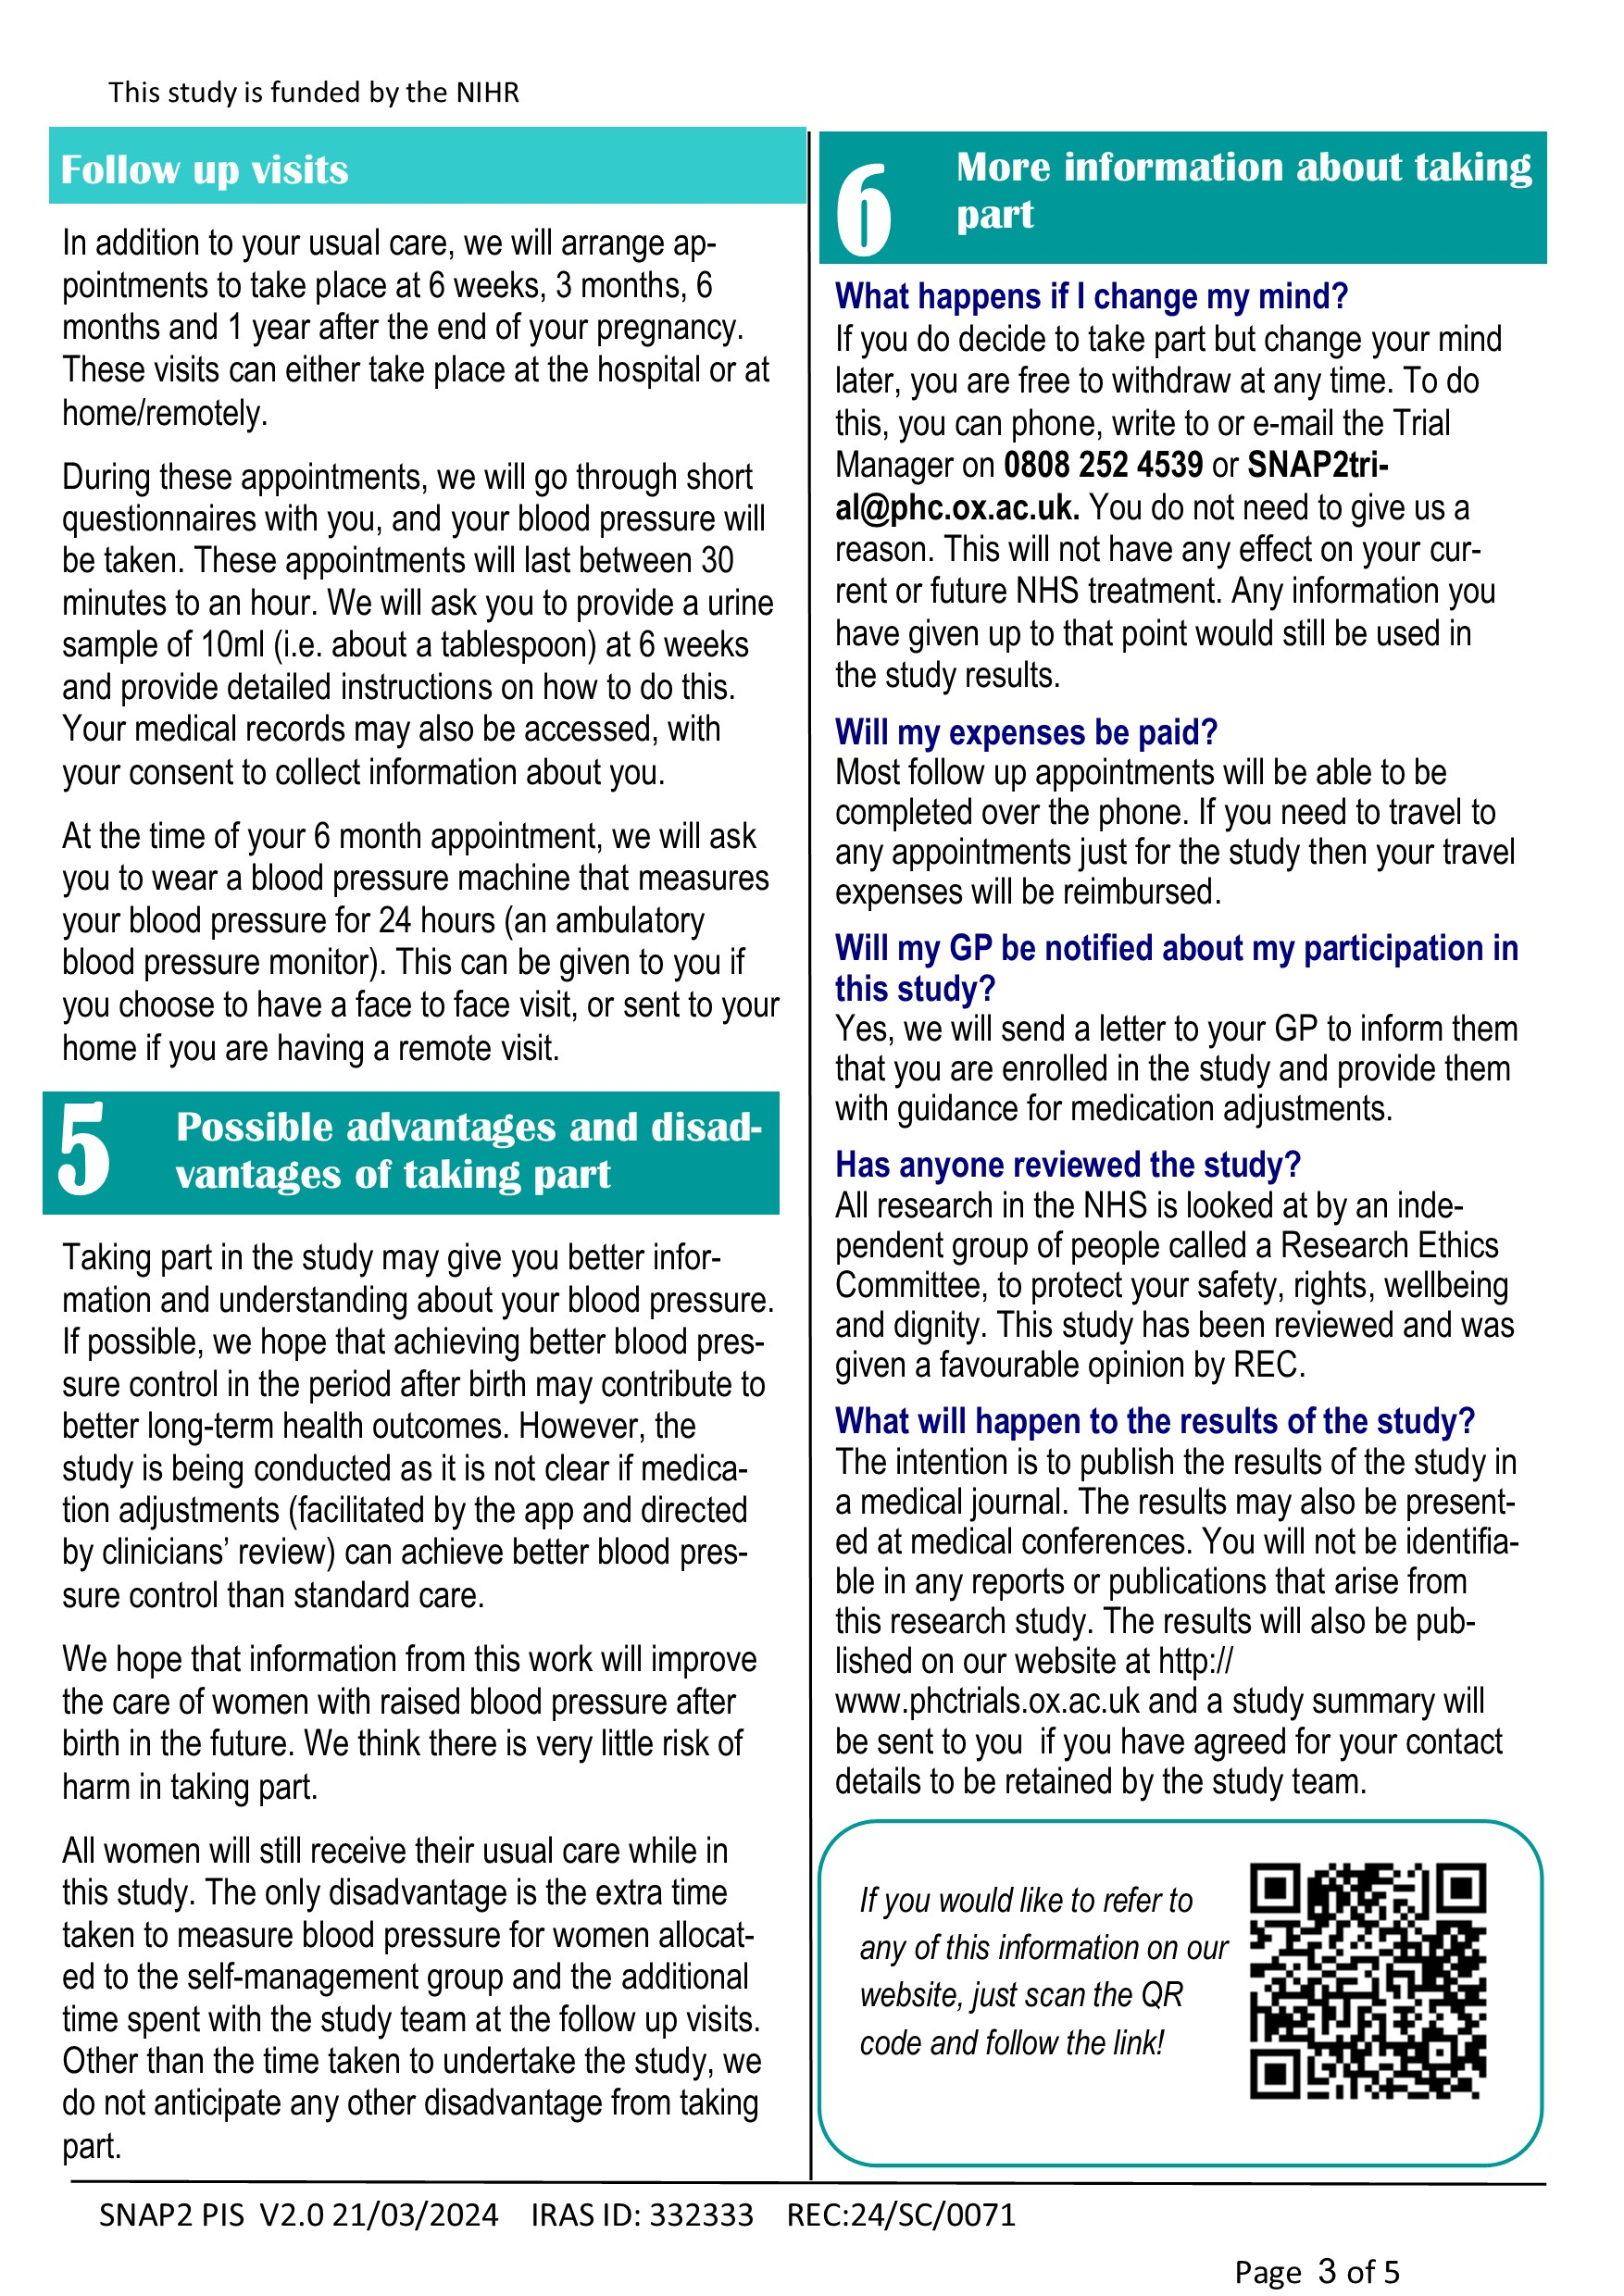 This study is funded by the NIHR
Follow up visits
In addition to your usual care, we will arrange ap-
pointments to take place at 6 weeks, 3 months, 6
months and 1 year after the end of your pregnancy.
These visits can either take place at the hospital or at
home/remotely.
During these appointments, we will go through short
questionnaires with you, and your blood pressure will
be taken. These appointments will last between 30
minutes to an hour. We will ask you to provide a urine
sample of 10ml (i.e. about a tablespoon) at 6 weeks
and provide detailed instructions on how to do this.
Your medical records may also be accessed, with
your consent to collect information about you.
At the time of your 6 month appointment, we will ask
you to wear a blood pressure machine that measures
your blood pressure for 24 hours (an ambulatory
blood pressure monitor). This can be given to you if
you choose to have a face to face visit, or sent to your
home if you are having a remote visit.
5
Possible advantages and disad-
vantages of taking part
Taking part in the study may give you better infor-
mation and understanding about your blood pressure.
If possible, we hope that achieving better blood pres-
sure control in the period after birth may contribute to
better long-term health outcomes. However, the
study is being conducted as it is not clear if medica-
tion adjustments (facilitated by the app and directed
by clinicians’ review) can achieve better blood pres-
sure control than standard care.
We hope that information from this work will improve
the care of women with raised blood pressure after
birth in the future. We think there is very little risk of
harm in taking part.
All women will still receive their usual care while in
this study. The only disadvantage is the extra time
taken to measure blood pressure for women allocat-
ed to the self-management group and the additional
time spent with the study team at the follow up visits.
Other than the time taken to undertake the study, we
do not anticipate any other disadvantage from taking
part.
6
More information about taking
part
What happens if I change my mind?
If you do decide to take part but change your mind
later, you are free to withdraw at any time. To do
this, you can phone, write to or e-mail the Trial
Manager on 0808 252 4539 or SNAP2tri-
al@phc.ox.ac.uk. You do not need to give us a
reason. This will not have any effect on your cur-
rent or future NHS treatment. Any information you
have given up to that point would still be used in
the study results.
Will my expenses be paid?
Most follow up appointments will be able to be
completed over the phone. If you need to travel to
any appointments just for the study then your travel
expenses will be reimbursed.
Will my GP be notified about my participation in
this study?
Yes, we will send a letter to your GP to inform them
that you are enrolled in the study and provide them
with guidance for medication adjustments.
Has anyone reviewed the study?
All research in the NHS is looked at by an inde-
pendent group of people called a Research Ethics
Committee, to protect your safety, rights, wellbeing
and dignity. This study has been reviewed and was
given a favourable opinion by REC.
What will happen to the results of the study?
The intention is to publish the results of the study in
a medical journal. The results may also be present-
ed at medical conferences. You will not be identifia-
ble in any reports or publications that arise from
this research study. The results will also be pub-
lished on our website at http://
www.phctrials.ox.ac.uk and a study summary will
be sent to you  if you have agreed for your contact
details to be retained by the study team.
If you would like to refer to
any of this information on our
website, just scan the QR
code and follow the link!
SNAP2 PIS  V2.0 21/03/2024    IRAS ID: 332333    REC:24/SC/0071
Page  3 of 5